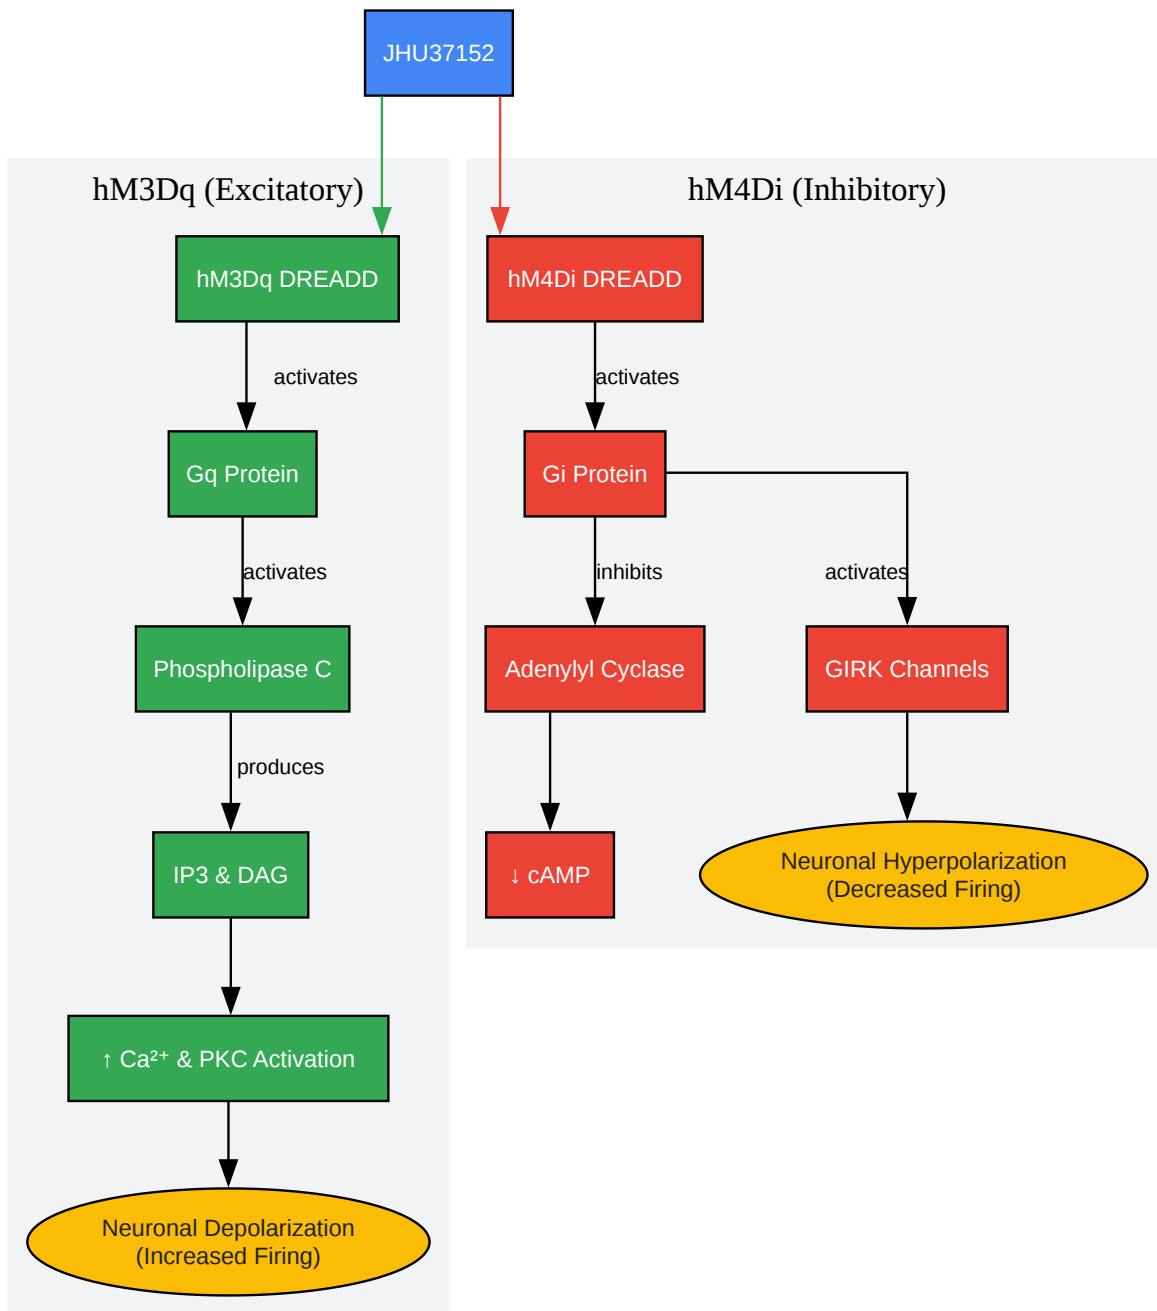 JHU37152
hM3Dq (Excitatory)
hM3Dq DREADD
activates
Gq Protein
activates
Phospholipase C
produces
IP3 & DAG
↑ Ca²⁺ & PKC Activation
Neuronal Depolarization
(Increased Firing)
hM4Di (Inhibitory)
hM4Di DREADD
activates
Gi Protein
inhibits
activates
Adenylyl Cyclase
GIRK Channels
↓ cAMP
Neuronal Hyperpolarization
(Decreased Firing)